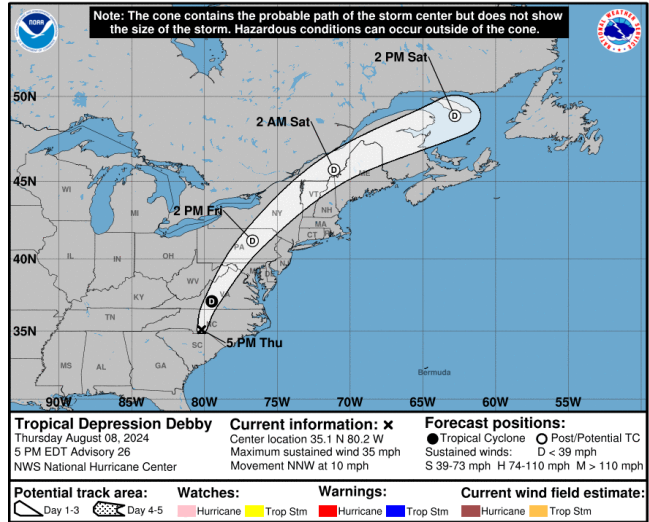 Note: The cone contains the probable path of the storm center but does not show
the size of the storm. Hazardous conditions can occur outside of the cone.
NOAA
NATIONAL WEATHER SERVICE
2 PM Sat
50N
2 AM Sat
45N
WI
MI
VT
ME
NH
NY
MA
CT
2 PM Fri
40N
IL
IN
OH
PA
NJ
DE
WV
VA
KY
TN
NC
35N
5 PM Thu
SC
MS
AL
GA
Bermuda
90W
85W
80W
75W
70W
65W
60W
55W
D
D
D
D
Tropical Depression Debby
Thursday August 08, 2024
5 PM EDT Advisory 26
NWS National Hurricane Center
Current information: x
Center location 35.1 N 80.2 W
Maximum sustained wind 35 mph
Movement NNW at 10 mph
Forecast positions:
Tropical Cyclone Post/Potential TC
Sustained winds: D < 39 mph
S 39-73 mph H 74-110 mph M > 110 mph
Potential track area:
Day 1-3 Day 4-5
Watches:
Hurricane Trop Stm
Warnings:
Hurricane Trop Stm
Current wind field estimate:
Hurricane Trop Stm